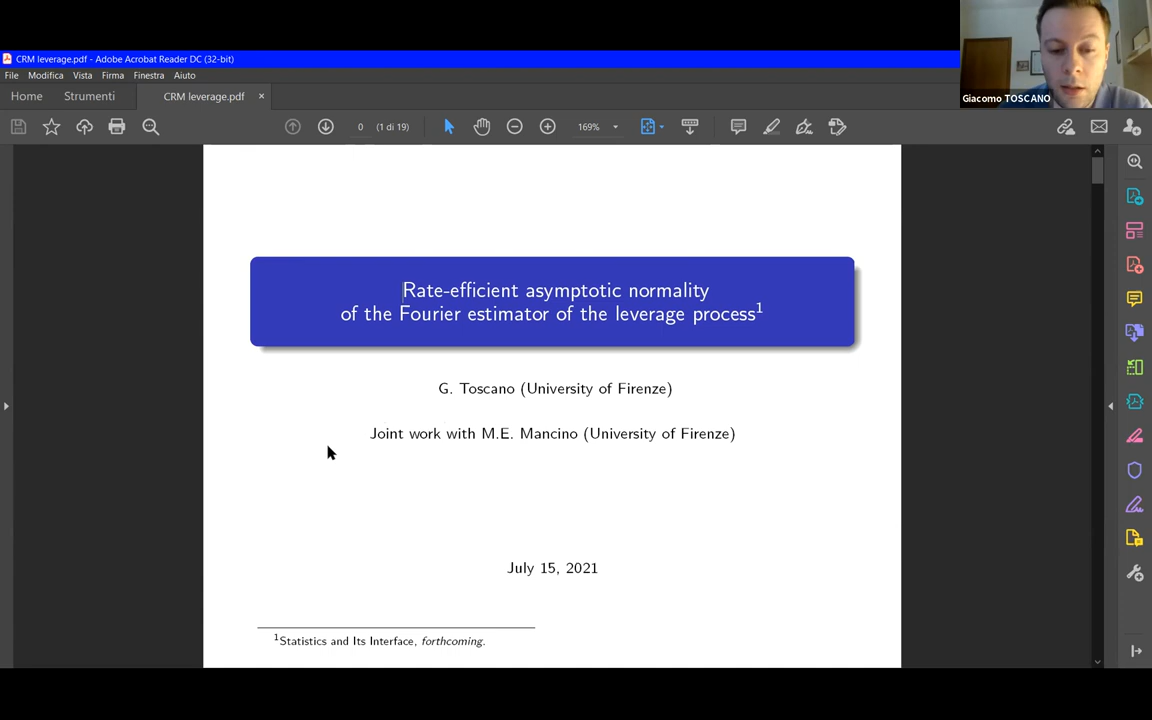 CRM leverage.pdf - Adobe Acrobat Reader DC (32-bit)
File Modifica Vista Firma Finestra Aiuto
Home Strumenti CRM leverage.pdf ×
0 (1 di 19) 169%
Giacomo TOSCANO
Rate-efficient asymptotic normality
of the Fourier estimator of the leverage process¹
G. Toscano (University of Firenze)
Joint work with M.E. Mancino (University of Firenze)
July 15, 2021
¹Statistics and Its Interface, forthcoming.